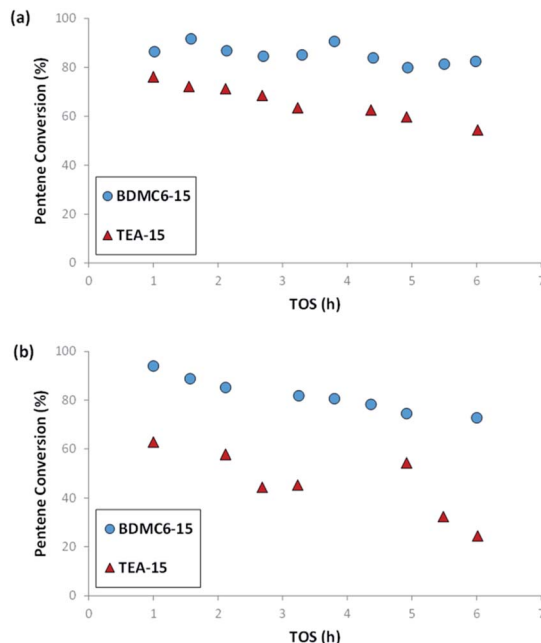 (a)
100
80
60
40
20
0
Pentene Conversion (%)
BDMC6-15
TEA-15
0 1 2 3 4 5 6 7
TOS (h)
(b)
100
80
60
40
20
0
Pentene Conversion (%)
BDMC6-15
TEA-15
0 1 2 3 4 5 6 7
TOS (h)